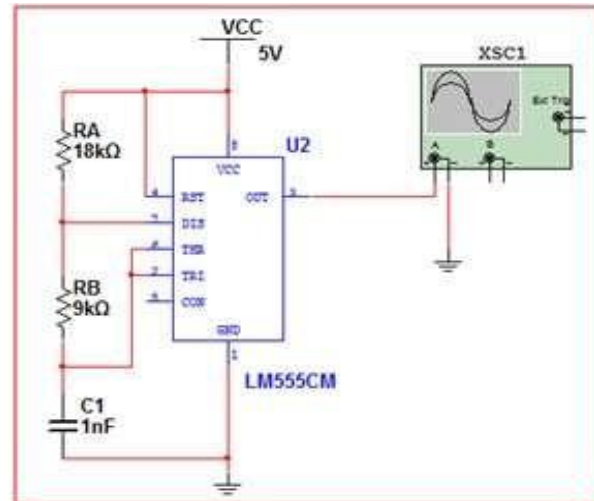 VCC
5V
XSC1
Ext Trig
A
B
RA
18kΩ
U2
VCC
RST
OUT
DIS
THR
TRI
CON
GND
RB
9kΩ
LM555CM
C1
1nF